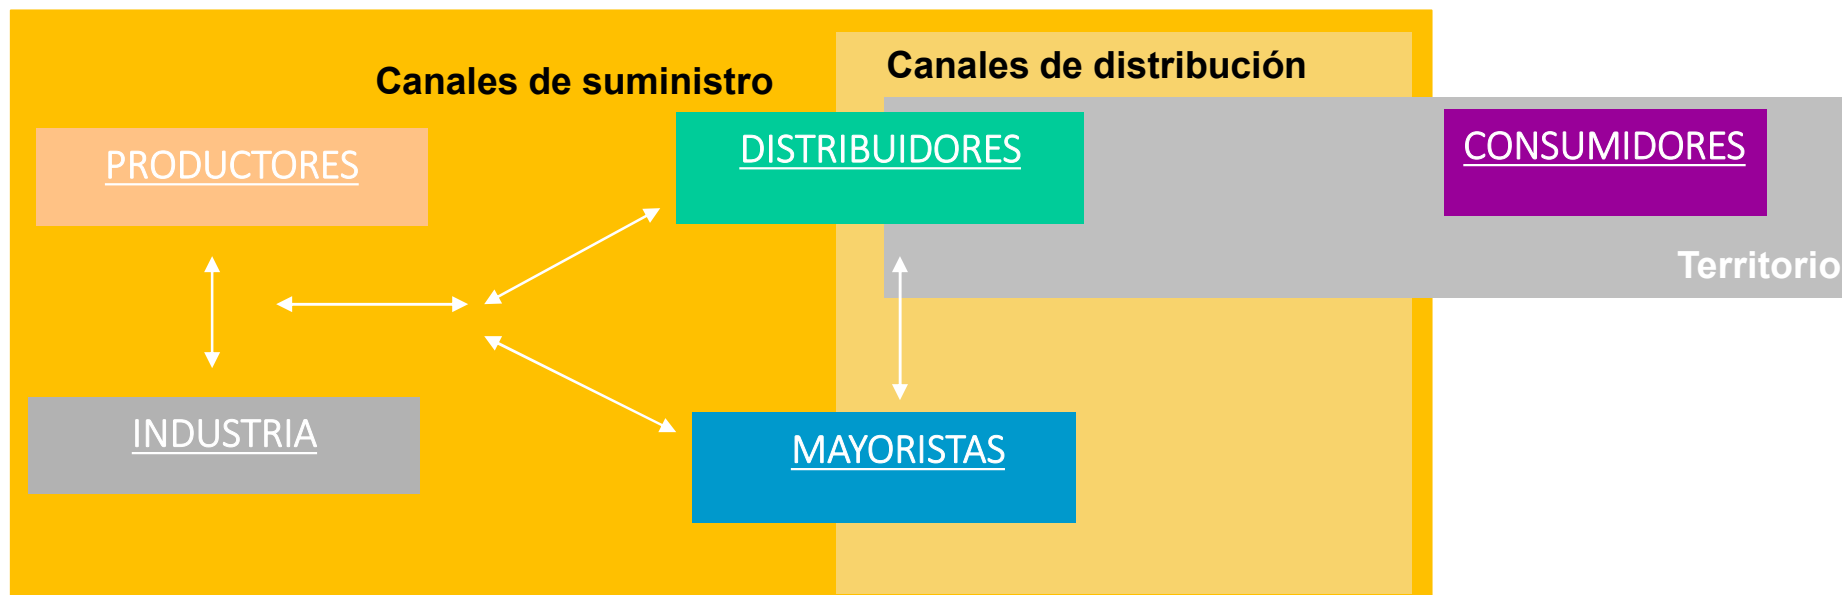 Canales de suministro
Canales de distribución
PRODUCTORES
DISTRIBUIDORES
CONSUMIDORES
Territorio
INDUSTRIA
MAYORISTAS